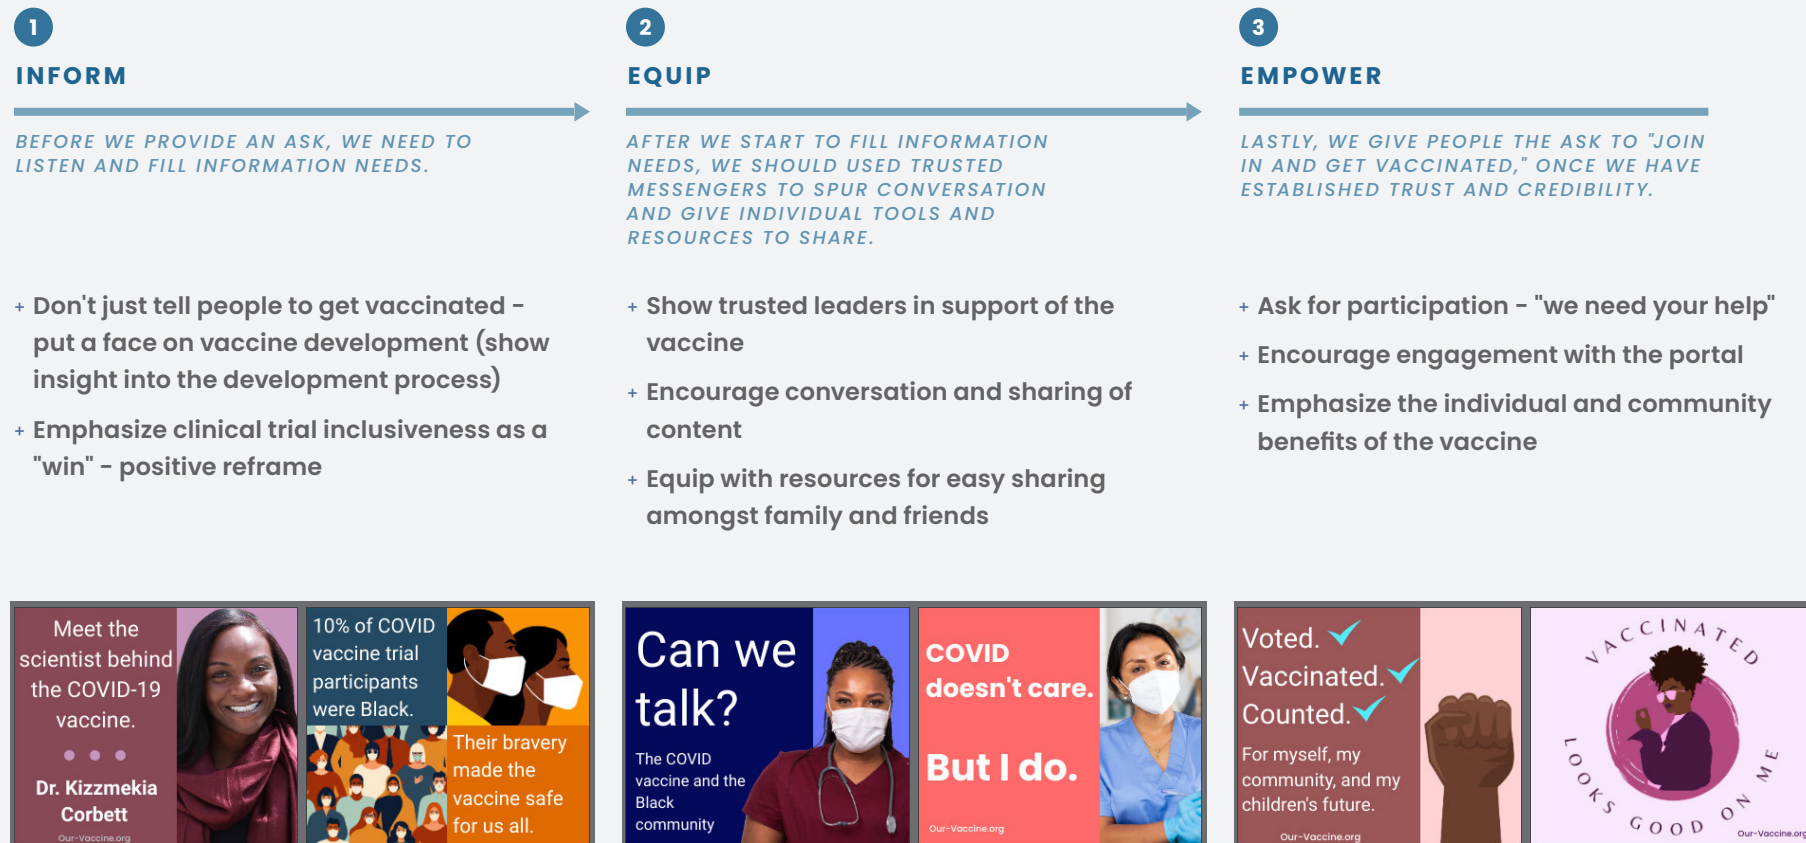 1
INFORM
BEFORE WE PROVIDE AN ASK, WE NEED TO
LISTEN AND FILL INFORMATION NEEDS.
+ Don't just tell people to get vaccinated -
put a face on vaccine development (show
insight into the development process)
+ Emphasize clinical trial inclusiveness as a
"win" - positive reframe
2
EQUIP
AFTER WE START TO FILL INFORMATION
NEEDS, WE SHOULD USED TRUSTED
MESSENGERS TO SPUR CONVERSATION
AND GIVE INDIVIDUAL TOOLS AND
RESOURCES TO SHARE.
+ Show trusted leaders in support of the
vaccine
+ Encourage conversation and sharing of
content
+ Equip with resources for easy sharing
amongst family and friends
3
EMPOWER
LASTLY, WE GIVE PEOPLE THE ASK TO "JOIN
IN AND GET VACCINATED," ONCE WE HAVE
ESTABLISHED TRUST AND CREDIBILITY.
+ Ask for participation - "we need your help"
+ Encourage engagement with the portal
+ Emphasize the individual and community
benefits of the vaccine
Meet the
scientist behind
the COVID-19
vaccine.
Dr. Kizzmekia
Corbett
Our-Vaccine.org
10% of COVID
vaccine trial
participants
were Black.
Their bravery
made the
vaccine safe
for us all.
Can we
talk?
The COVID
vaccine and the
Black
community
COVID
doesn't care.
But I do.
Our-Vaccine.org
Voted.
Vaccinated.
Counted.
For myself, my
community, and my
children's future.
Our-Vaccine.org
VACCINATED
LOOKS GOOD ON ME
Our-Vaccine.org